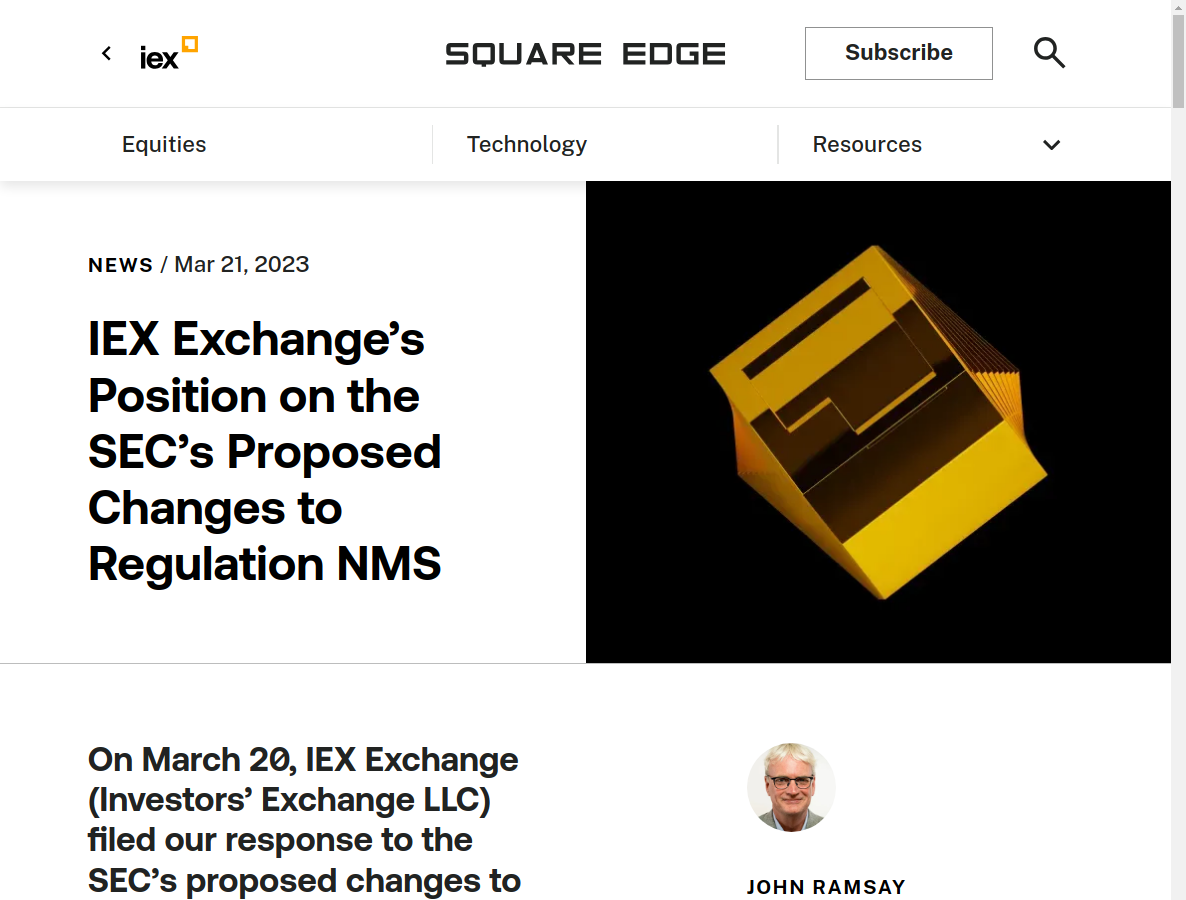 iex
SQUARE EDGE
Subscribe
Equities
Technology
Resources
NEWS / Mar 21, 2023
IEX Exchange’s
Position on the
SEC’s Proposed
Changes to
Regulation NMS
On March 20, IEX Exchange
(Investors’ Exchange LLC)
filed our response to the
SEC’s proposed changes to
JOHN RAMSAY